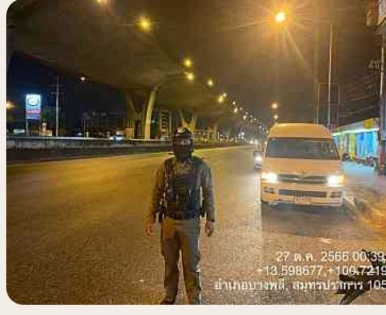 27 ต.ค. 2566 00:39
+13.598677,+100.7219
อำเภอบางพลี, สมุทรปราการ 105